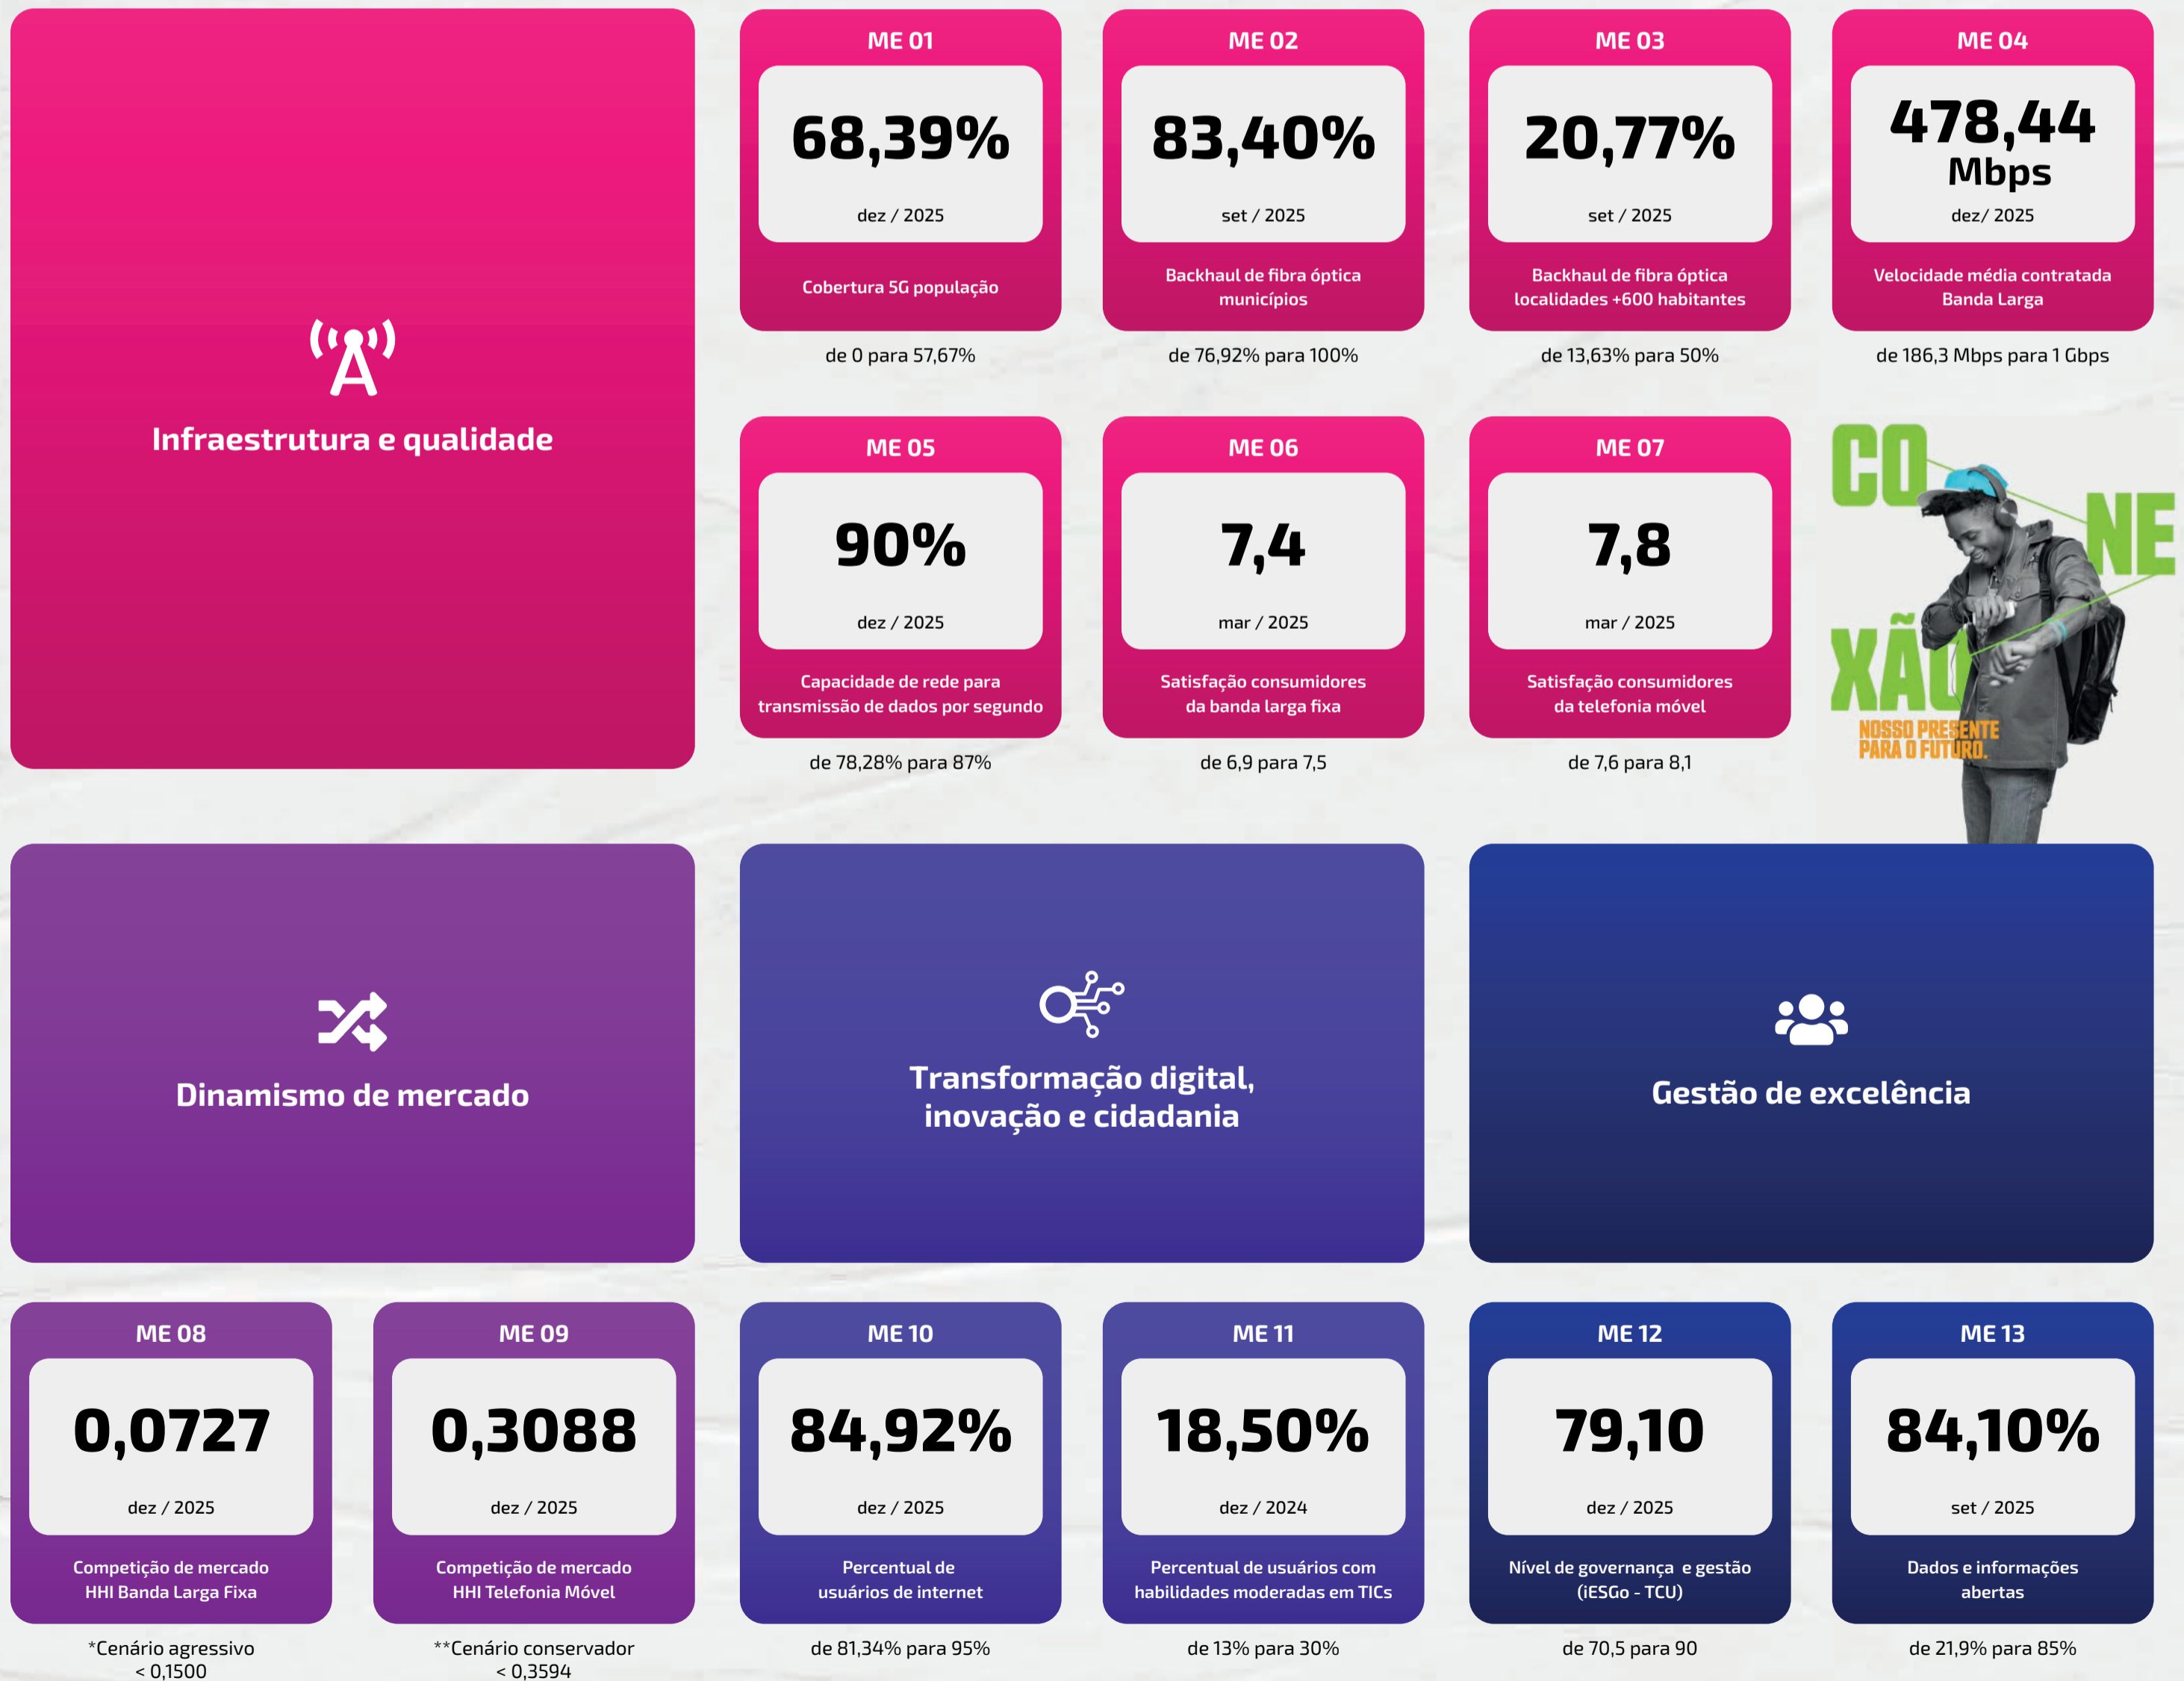 Infraestrutura e qualidade
ME 01
68,39%
dez / 2025
Cobertura 5G população
de 0 para 57,67%
ME 02
83,40%
set / 2025
Backhaul de fibra óptica
municípios
de 76,92% para 100%
ME 03
20,77%
set / 2025
Backhaul de fibra óptica
localidades +600 habitantes
de 13,63% para 50%
ME 04
478,44
Mbps
dez/ 2025
Velocidade média contratada
Banda Larga
de 186,3 Mbps para 1 Gbps
ME 05
90%
dez / 2025
Capacidade de rede para
transmissão de dados por segundo
de 78,28% para 87%
ME 06
7,4
mar / 2025
Satisfação consumidores
da banda larga fixa
de 6,9 para 7,5
ME 07
7,8
mar / 2025
Satisfação consumidores
da telefonia móvel
de 7,6 para 8,1
CO
NE
XÃO
NOSSO PRESENTE
PARA O FUTURO.
Dinamismo de mercado
Transformação digital,
inovação e cidadania
Gestão de excelência
ME 08
0,0727
dez / 2025
Competição de mercado
HHI Banda Larga Fixa
*Cenário agressivo
< 0,1500
ME 09
0,3088
dez / 2025
Competição de mercado
HHI Telefonia Móvel
**Cenário conservador
< 0,3594
ME 10
84,92%
dez / 2025
Percentual de
usuários de internet
de 81,34% para 95%
ME 11
18,50%
dez / 2024
Percentual de usuários com
habilidades moderadas em TICs
de 13% para 30%
ME 12
79,10
dez / 2025
Nível de governança e gestão
(iESGo - TCU)
de 70,5 para 90
ME 13
84,10%
set / 2025
Dados e informações
abertas
de 21,9% para 85%